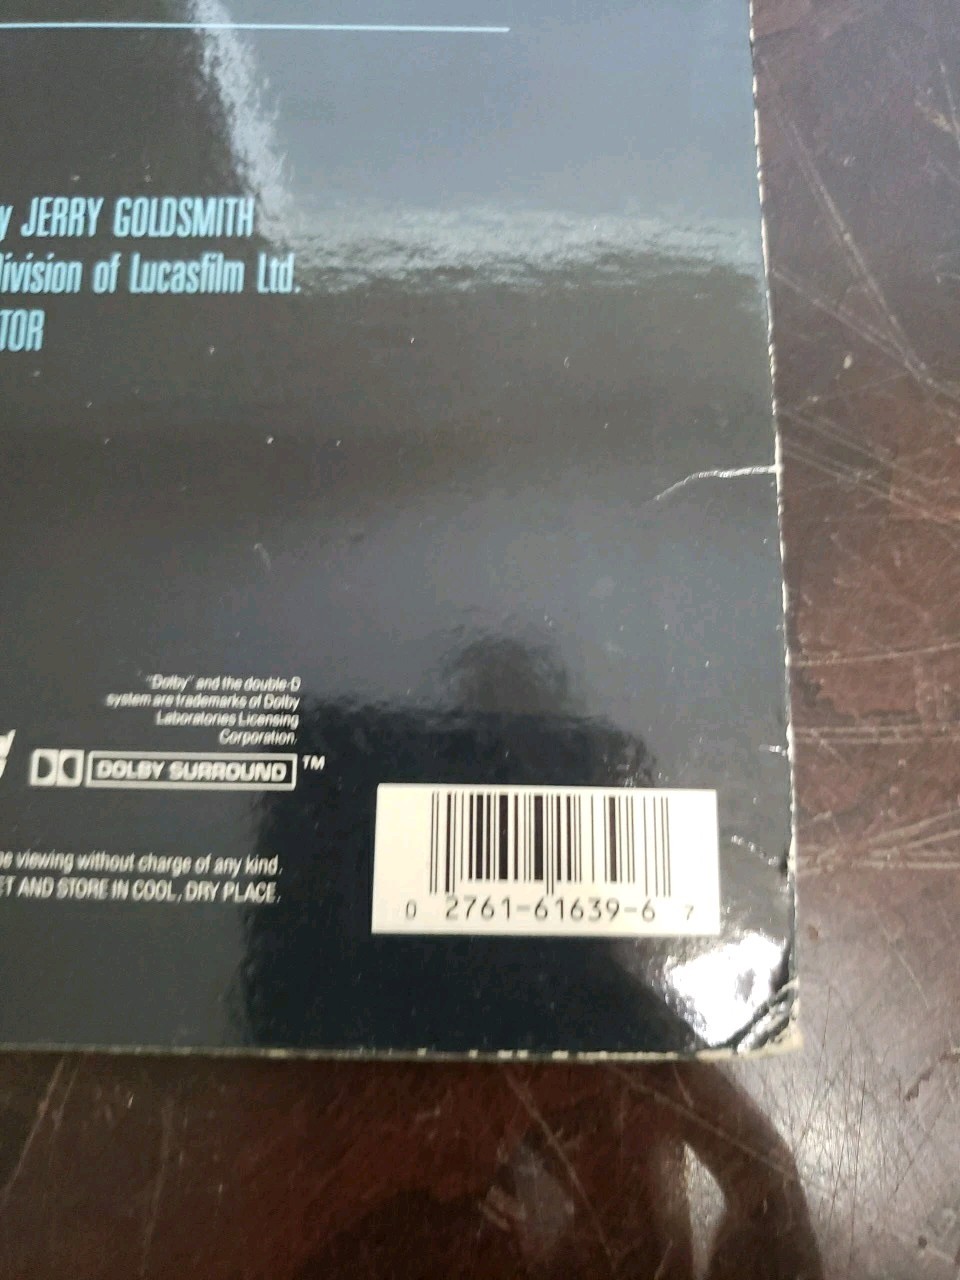 y JERRY GOLDSMITH
Division of Lucasfilm Ltd.
TOR
"Dolby" and the double-D
system are trademarks of Dolby
Laboratories Licensing
Corporation.
DOLBY SURROUND ™
be viewing without charge of any kind.
ET AND STORE IN COOL, DRY PLACE.
0 2761-61639-6 7